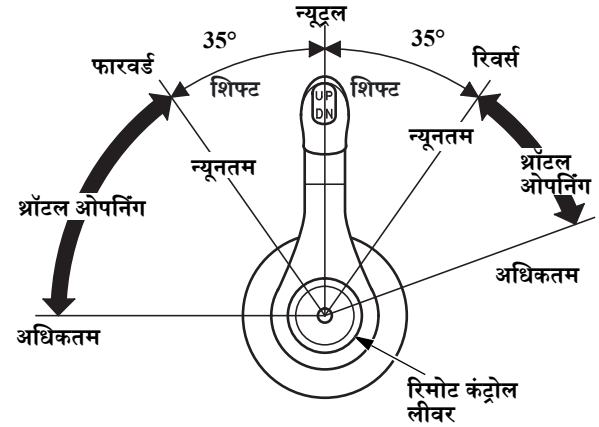 न्यूट्रल
35°
35°
फारवर्ड
रिवर्स
शिफ्ट
शिफ्ट
UP
DN
न्यूनतम
न्यूनतम
थ्रॉटल
ओपनिंग
थ्रॉटल ओपनिंग
अधिकतम
अधिकतम
रिमोट कंट्रोल
लीवर